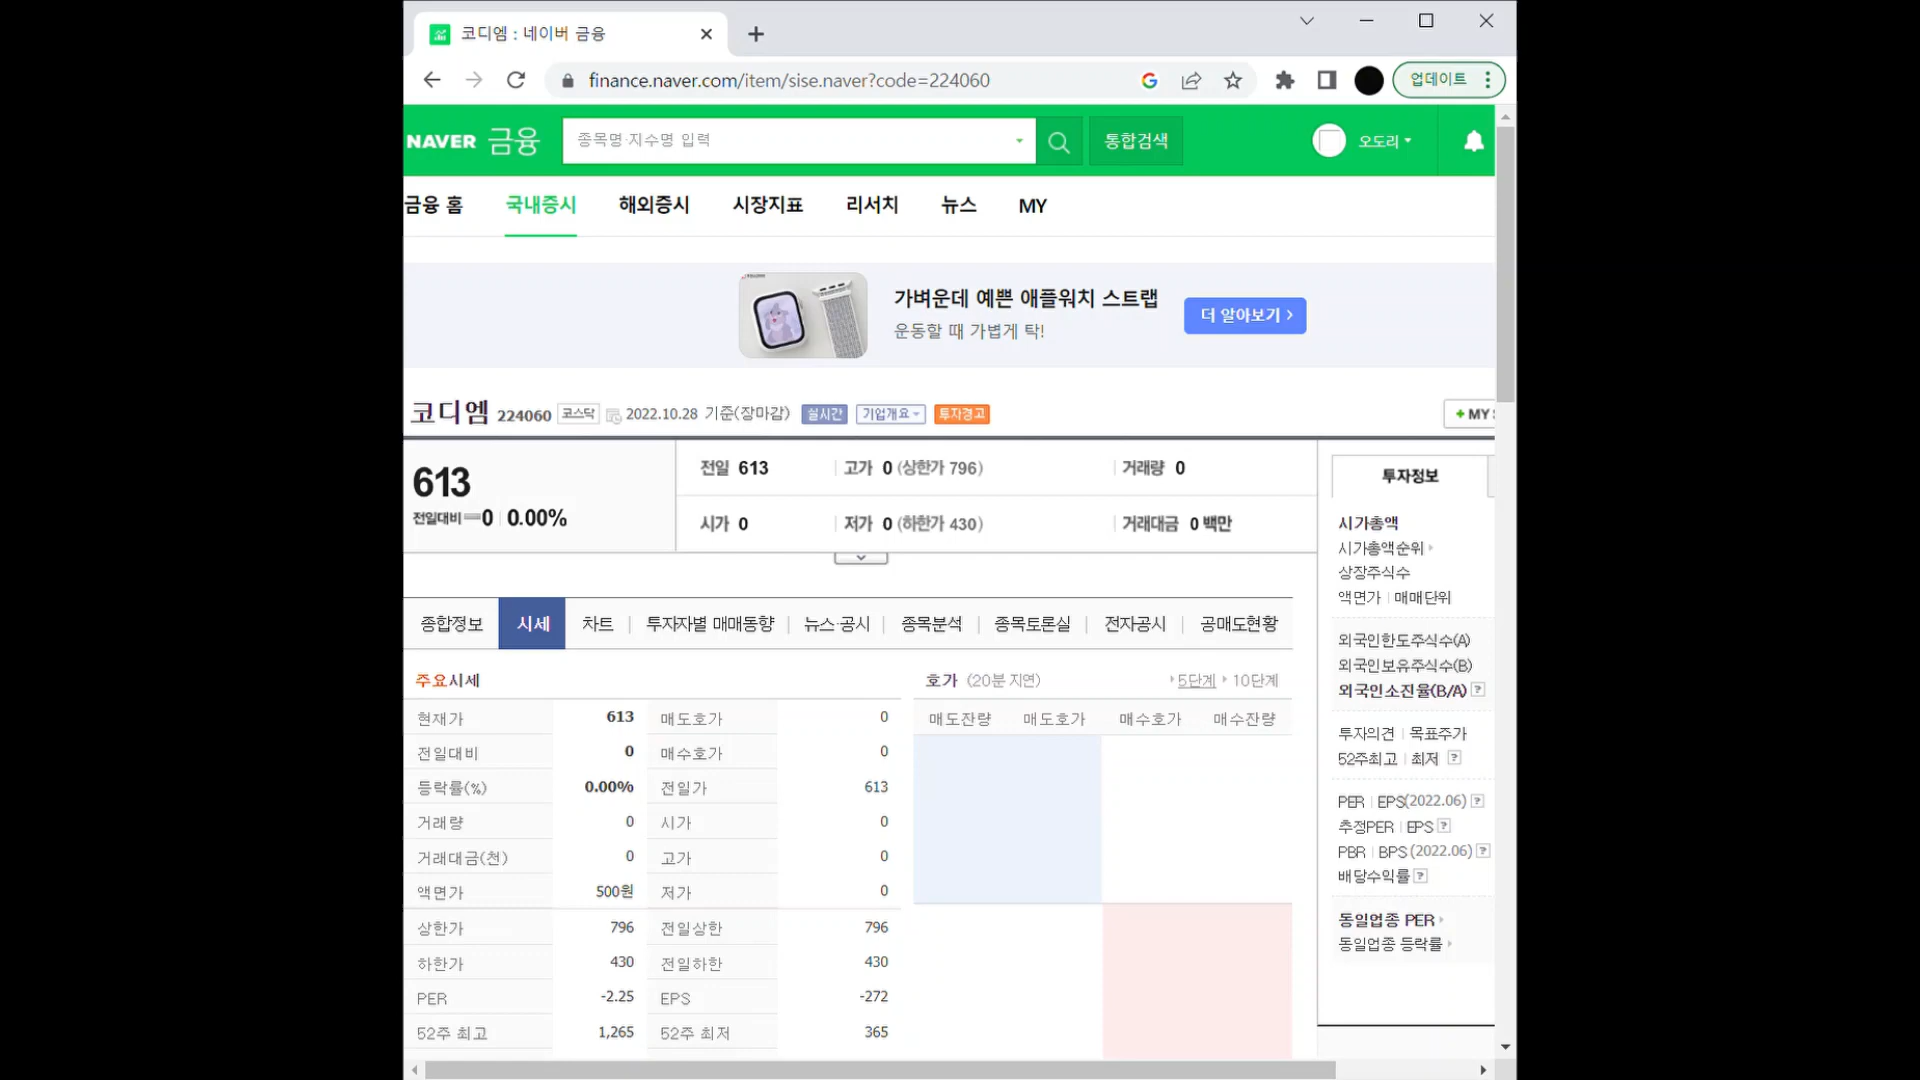 코디엠 : 네이버 금융
finance.naver.com/item/sise.naver?code=224060
업데이트
NAVER 금융
종목명·지수명 입력
통합검색
오도리
금융 홈 국내증시 해외증시 시장지표 리서치 뉴스 MY
가벼운데 예쁜 애플워치 스트랩
운동할 때 가볍게 탁!
더 알아보기
코디엠 224060 코스닥 2022.10.28 기준(장마감) 실시간 기업개요 투자경고
+ MY
613
전일대비 0 0.00%
전일 613 고가 0 (상한가 796) 거래량 0
시가 0 저가 0 (하한가 430) 거래대금 0 백만
종합정보 시세 차트 투자자별 매매동향 뉴스·공시 종목분석 종목토론실 전자공시 공매도현황
주요시세
현재가 613 매도호가 0
전일대비 0 매수호가 0
등락률(%) 0.00% 전일가 613
거래량 0 시가 0
거래대금(천) 0 고가 0
액면가 500원 저가 0
상한가 796 전일상한 796
하한가 430 전일하한 430
PER -2.25 EPS -272
52주 최고 1,265 52주 최저 365
호가 (20분 지연) 5단계 10단계
매도잔량 매도호가 매수호가 매수잔량
투자정보
시가총액
시가총액순위
상장주식수
액면가 | 매매단위
외국인한도주식수(A)
외국인보유주식수(B)
외국인소진율(B/A) ?
투자의견 | 목표주가
52주최고 | 최저 ?
PER | EPS(2022.06) ?
추정PER | EPS ?
PBR | BPS (2022.06) ?
배당수익률 ?
동일업종 PER
동일업종 등락률